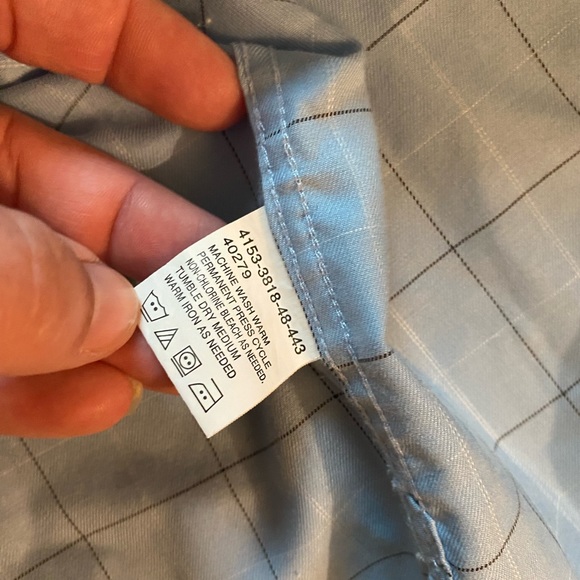 4153-3818-48-443
40279
MACHINE WASH WARM
PERMANENT PRESS CYCLE
NON-CHLORINE BLEACH AS NEEDED.
TUMBLE DRY MEDIUM
WARM IRON AS NEEDED